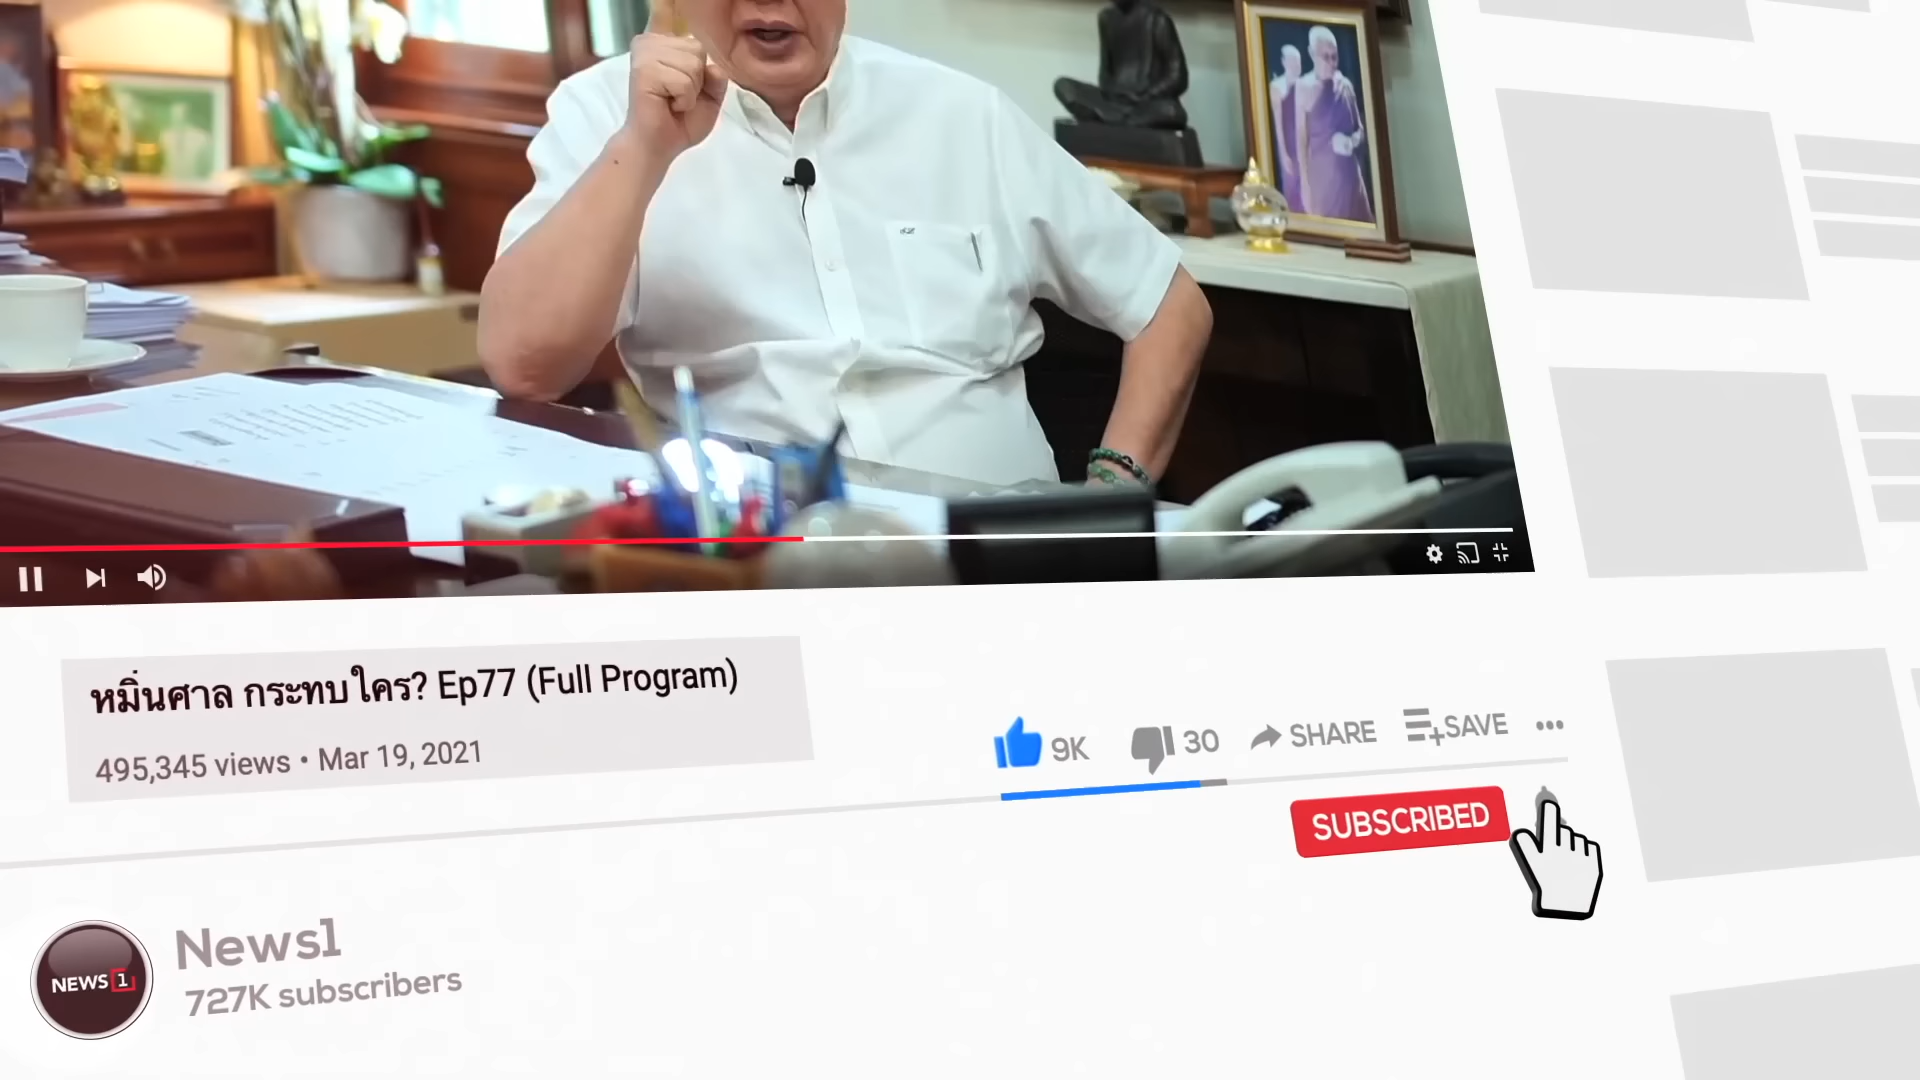 หมิ่นศาล กระทบใคร? Ep77 (Full Program)
495,345 views • Mar 19, 2021
9K
30
SHARE
SAVE
SUBSCRIBED
NEWS 1
News1
727K subscribers